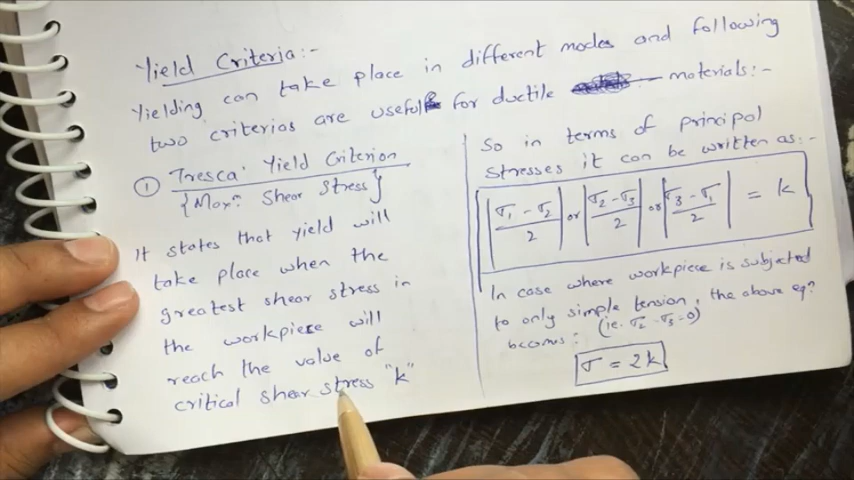 Yield Criteria:-
Yielding can take place in different modes and following
two criterias are useful for ductile materials:-
① Tresca' Yield Criterion
{Max^m: Shear Stress}
It states that yield will
take place when the
greatest shear stress in
the workpiece will
reach the value of
critical shear stress "k"
So in terms of principal
stresses it can be written as:-
|σ₁ - σ₂ / 2| or |σ₂ - σ₃ / 2| or |σ₃ - σ₁ / 2| = k
In case where workpiece is subjected
to only simple tension, the above eqⁿ
becomes: (ie. σ₂ - σ₃ = 0)
σ = 2k